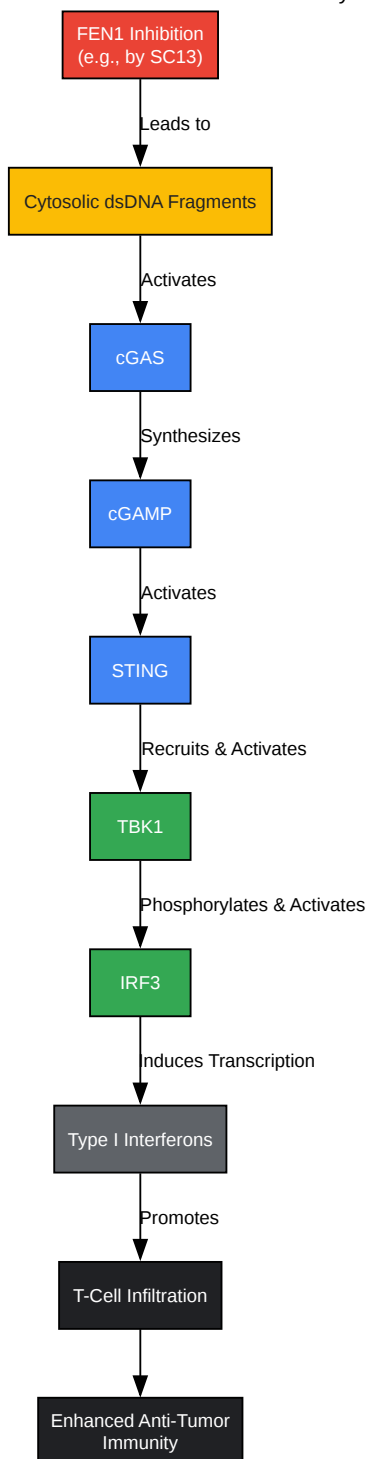 FEN1 Inhibition
(e.g., by SC13)
Leads to
Cytosolic dsDNA Fragments
Activates
cGAS
Synthesizes
cGAMP
Activates
STING
Recruits & Activates
TBK1
Phosphorylates & Activates
IRF3
Induces Transcription
Type I Interferons
Promotes
T-Cell Infiltration
Enhanced Anti-Tumor
Immunity